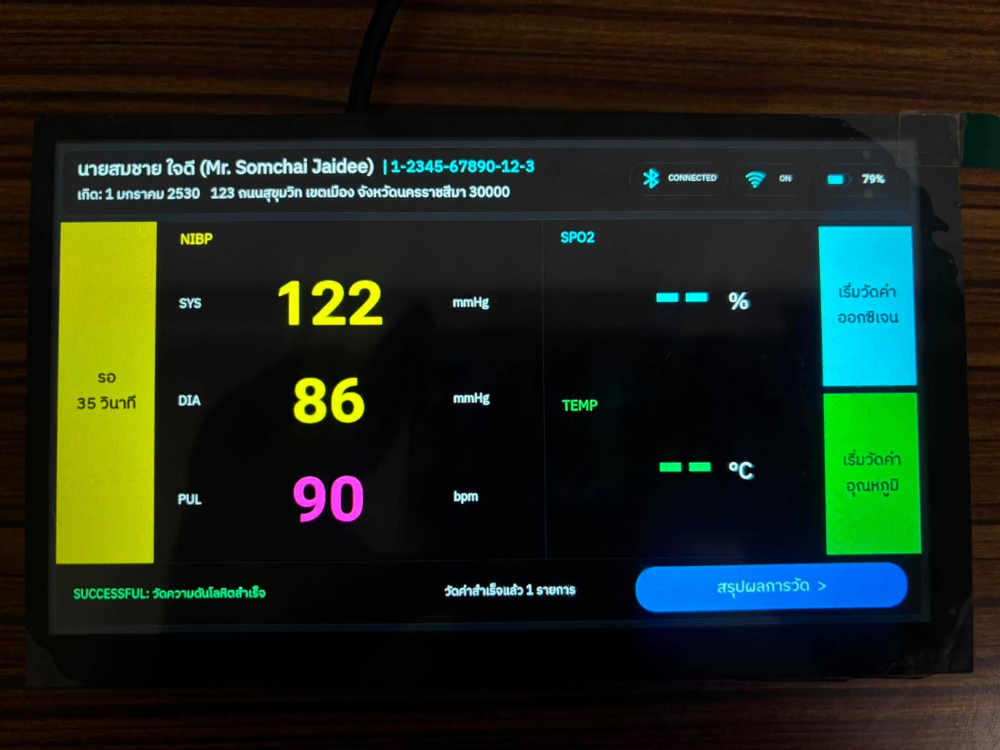 นายสมชาย ใจดี (Mr. Somchai Jaidee) | 1-2345-67890-12-3
เกิด: 1 มกราคม 2530 123 ถนนสุขุมวิท เขตเมือง จังหวัดนครราชสีมา 30000
CONNECTED ON 79%
รอ
35 วินาที
NIBP
SYS 122 mmHg
DIA 86 mmHg
PUL 90 bpm
SPO2
-- %
เริ่มวัดค่า
ออกซิเจน
TEMP
-- °C
เริ่มวัดค่า
อุณหภูมิ
SUCCESSFUL: วัดความดันโลหิตสำเร็จ
วัดค่าสำเร็จแล้ว 1 รายการ
สรุปผลการวัด >